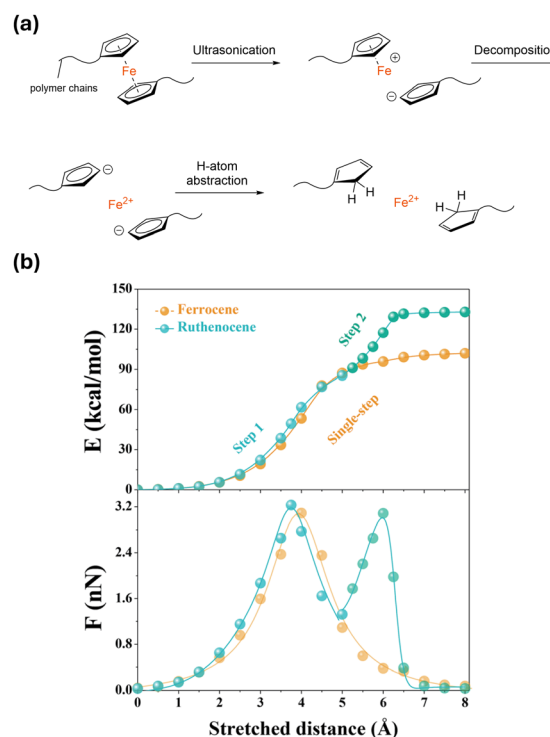 (a)
Fe
Ultrasonication
Fe
⊕
Decomposition
polymer chains
⊖
⊖
Fe²⁺
⊖
H-atom
abstraction
H H
Fe²⁺
H
H
(b)
150
120
90
60
30
0
E (kcal/mol)
Ferrocene
Ruthenocene
Step 1
Step 2
Single-step
3.2
2.4
1.6
0.8
0.0
F (nN)
0 1 2 3 4 5 6 7 8
Stretched distance (Å)